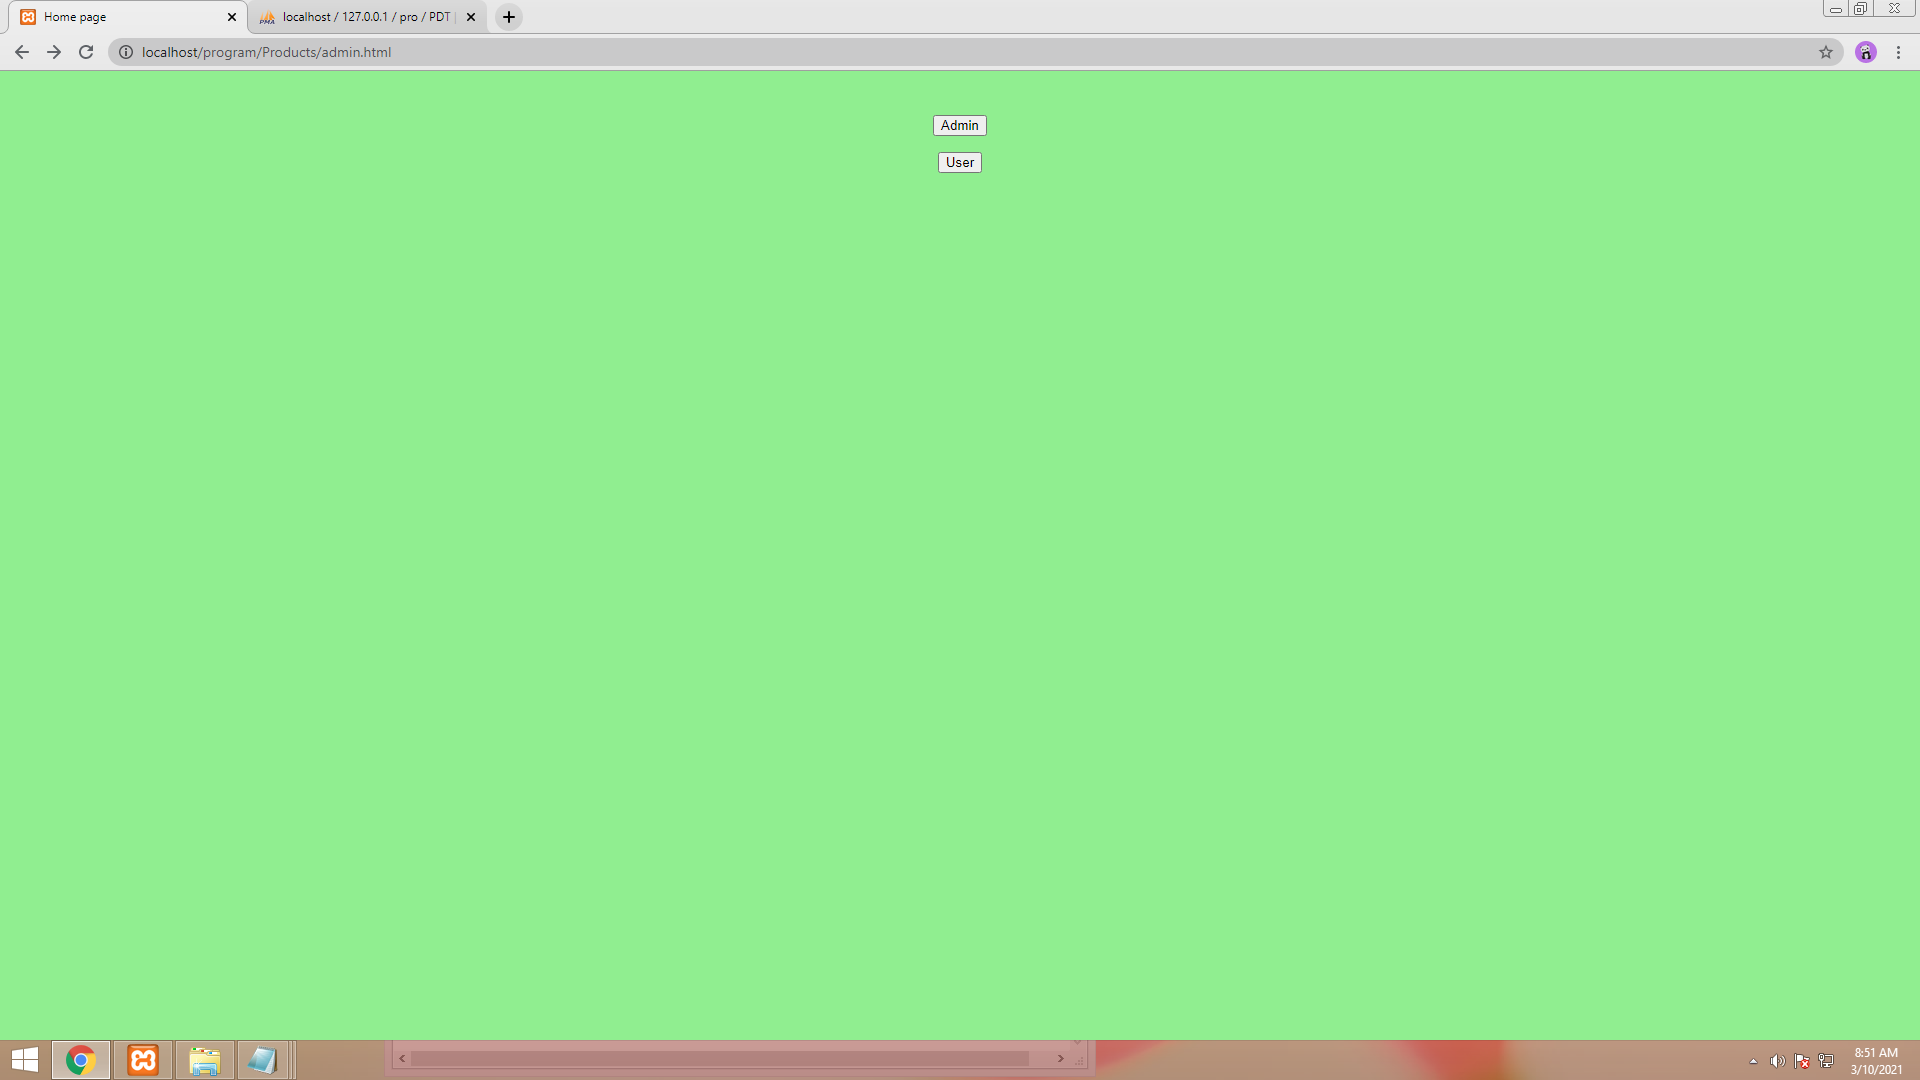 Home page
PMA
localhost / 127.0.0.1 / pro / PDT
localhost/program/Products/admin.html
Admin
User
8:51 AM
3/10/2021